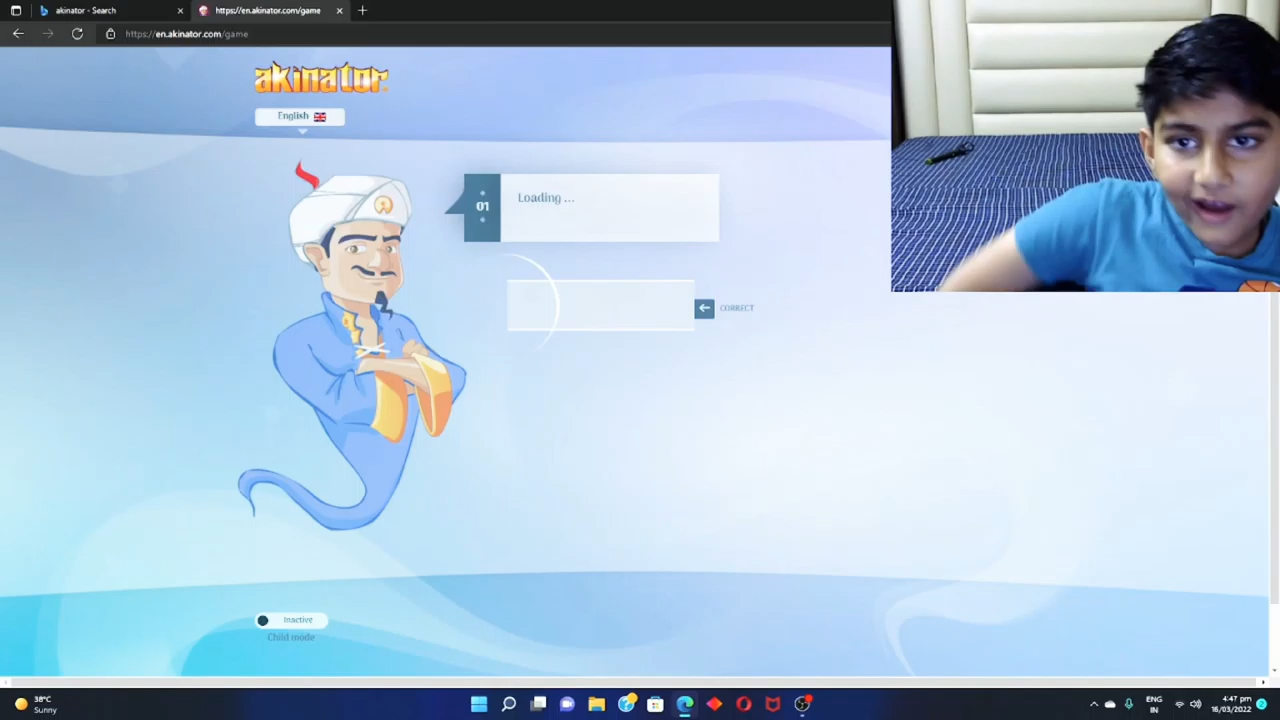 akinator - Search
https://en.akinator.com/game
https://en.akinator.com/game
akinator
English
01
Loading ...
CORRECT
Inactive
Child mode
38°C
Sunny
ENG
IN
4:47 pm
16/03/2022
2